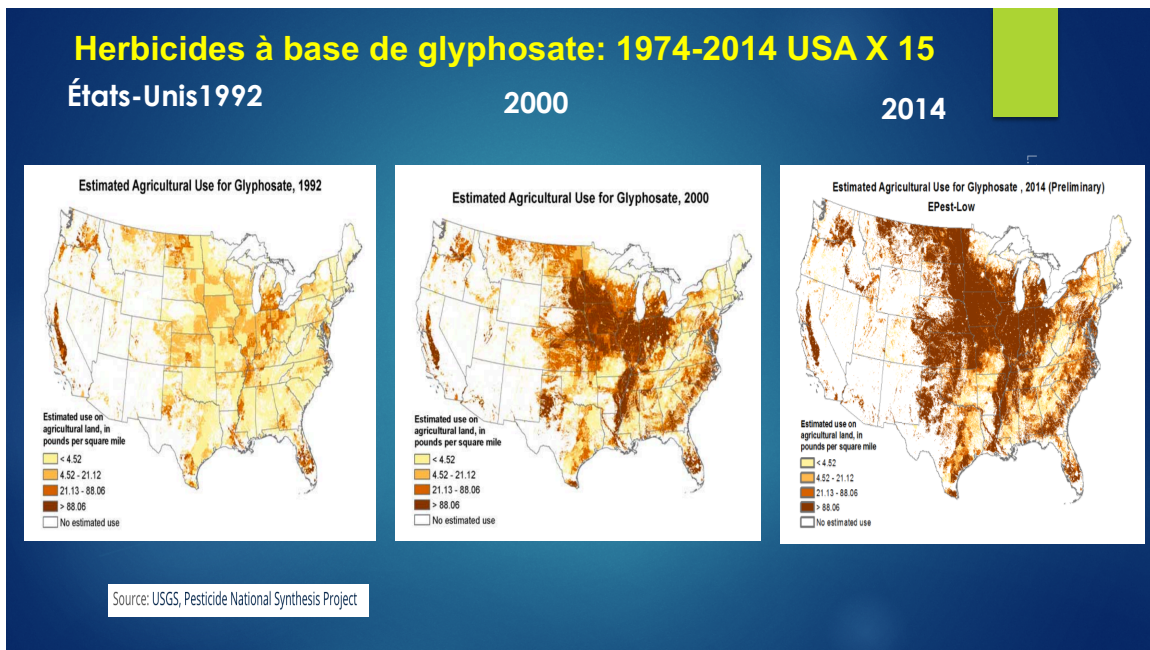 Herbicides à base de glyphosate: 1974-2014 USA X 15
États-Unis1992
2000
2014
Estimated Agricultural Use for Glyphosate, 1992
Estimated use on
agricultural land, in
pounds per square mile
< 4.52
4.52 - 21.12
21.13 - 88.06
> 88.06
No estimated use
Estimated Agricultural Use for Glyphosate, 2000
Estimated use on
agricultural land, in
pounds per square mile
< 4.52
4.52 - 21.12
21.13 - 88.06
> 88.06
No estimated use
Estimated Agricultural Use for Glyphosate , 2014 (Preliminary)
EPest-Low
Estimated use on
agricultural land, in
pounds per square mile
< 4.52
4.52 - 21.12
21.13 - 88.06
> 88.06
No estimated use
Source: USGS, Pesticide National Synthesis Project